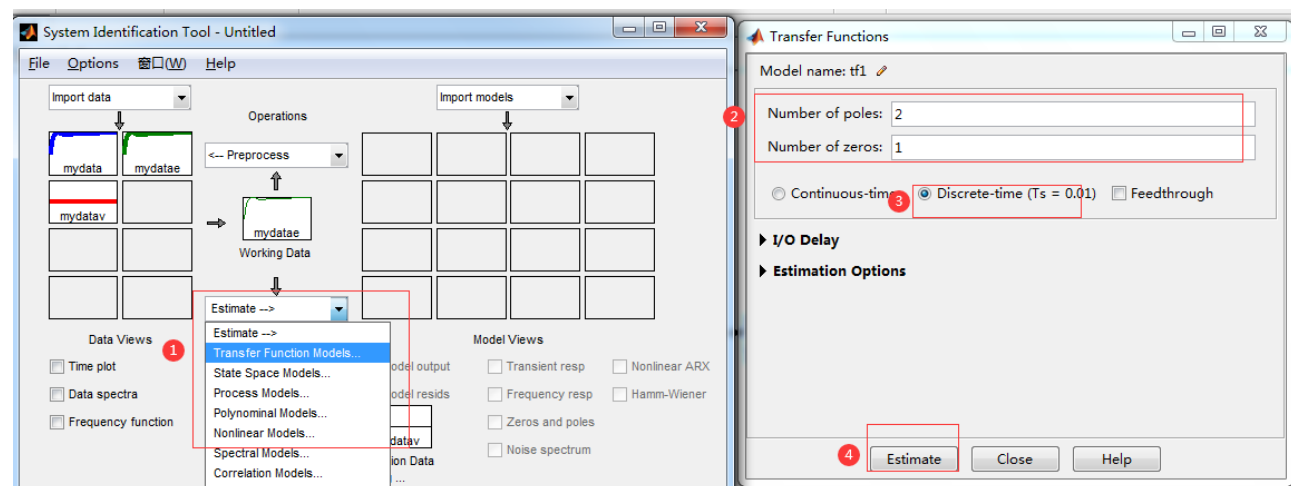 System Identification Tool - Untitled
File Options 窗口(W) Help
Import data
Operations
Import models
mydata
mydatae
<-- Preprocess
mydatav
mydatae
Working Data
Estimate -->
Data Views
Model Views
1
Estimate -->
Transfer Function Models...
State Space Models...
Process Models...
Polynominal Models...
Nonlinear Models...
Spectral Models...
Correlation Models...
Time plot
Data spectra
Frequency function
odel output
Transient resp
Nonlinear ARX
odel resids
Frequency resp
Hamm-Wiener
Zeros and poles
datav
Noise spectrum
ion Data
Transfer Functions
Model name: tf1
2
Number of poles: 2
Number of zeros: 1
Continuous-tim
3
Discrete-time (Ts = 0.01)
Feedthrough
I/O Delay
Estimation Options
4
Estimate
Close
Help